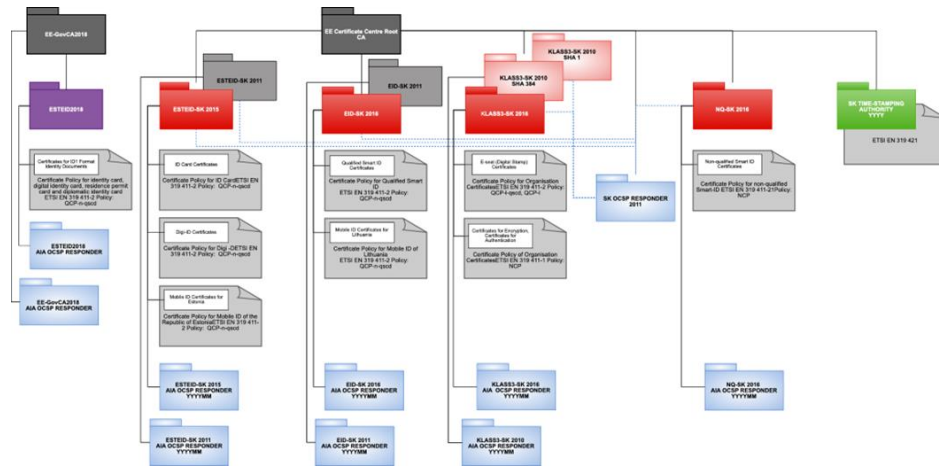 EE-GovCA2018
EE Certificate Centre Root
CA
KLASS3-SK 2010
SHA 1
ESTEID-SK 2011
EID-SK 2011
KLASS3-SK 2010
SHA 384
ESTEID2018
ESTEID-SK 2015
EID-SK 2016
KLASS3-SK 2016
NQ-SK 2016
SK TIME-STAMPING
AUTHORITY
YYYY
ETSI EN 319 421
Certificates for ID1 Format
Identity Documents
Certificate Policy for identity card,
digital identity card, residence permit
card and diplomatic identity card
ETSI EN 319 411-2 Policy:
QCP-n-qscd
ID Card Certificates
Certificate Policy for ID CardETSI EN
319 411-2 Policy: QCP-n-qscd
Qualified Smart ID
Certificates
Certificate Policy for Qualified Smart
ID
ETSI EN 319 411-2 Policy:
QCP-n-qscd
E-seal (Digital Stamp)
Certificates
Certificate Policy for Organisation
CertificatesETSI EN 319 411-2 Policy:
QCP-l-qscd, QCP-l
SK OCSP RESPONDER
2011
Non-qualified Smart ID
Certificates
Certificate Policy for non-qualified
Smart-ID ETSI EN 319 411-21Policy:
NCP
ESTEID2018
AIA OCSP RESPONDER
Digi-ID Certificates
Certificate Policy for Digi -DETSI EN
319 411-2 Policy: QCP-n-qscd
Mobile ID Certificates for
Lithuania
Certificate Policy for Mobile ID of
Lithuania
ETSI EN 319 411-2 Policy:
QCP-n-qscd
Certificates for Encryption,
Certificates for
Authentication
Certificate Policy of Organisation
CertificatesETSI EN 319 411-1 Policy:
NCP
EE-GovCA2018
AIA OCSP RESPONDER
Mobile ID Certificates for
Estonia
Certificate Policy for Mobile ID of the
Republic of EstoniaETSI EN 319 411-
2 Policy: QCP-n-qscd
ESTEID-SK 2015
AIA OCSP RESPONDER
YYYYMM
EID-SK 2016
AIA OCSP RESPONDER
YYYYMM
KLASS3-SK 2016
AIA OCSP RESPONDER
YYYYMM
NQ-SK 2016
AIA OCSP RESPONDER
YYYYMM
ESTEID-SK 2011
AIA OCSP RESPONDER
YYYYMM
EID-SK 2011
AIA OCSP RESPONDER
YYYYMM
KLASS3-SK 2010
AIA OCSP RESPONDER
YYYYMM